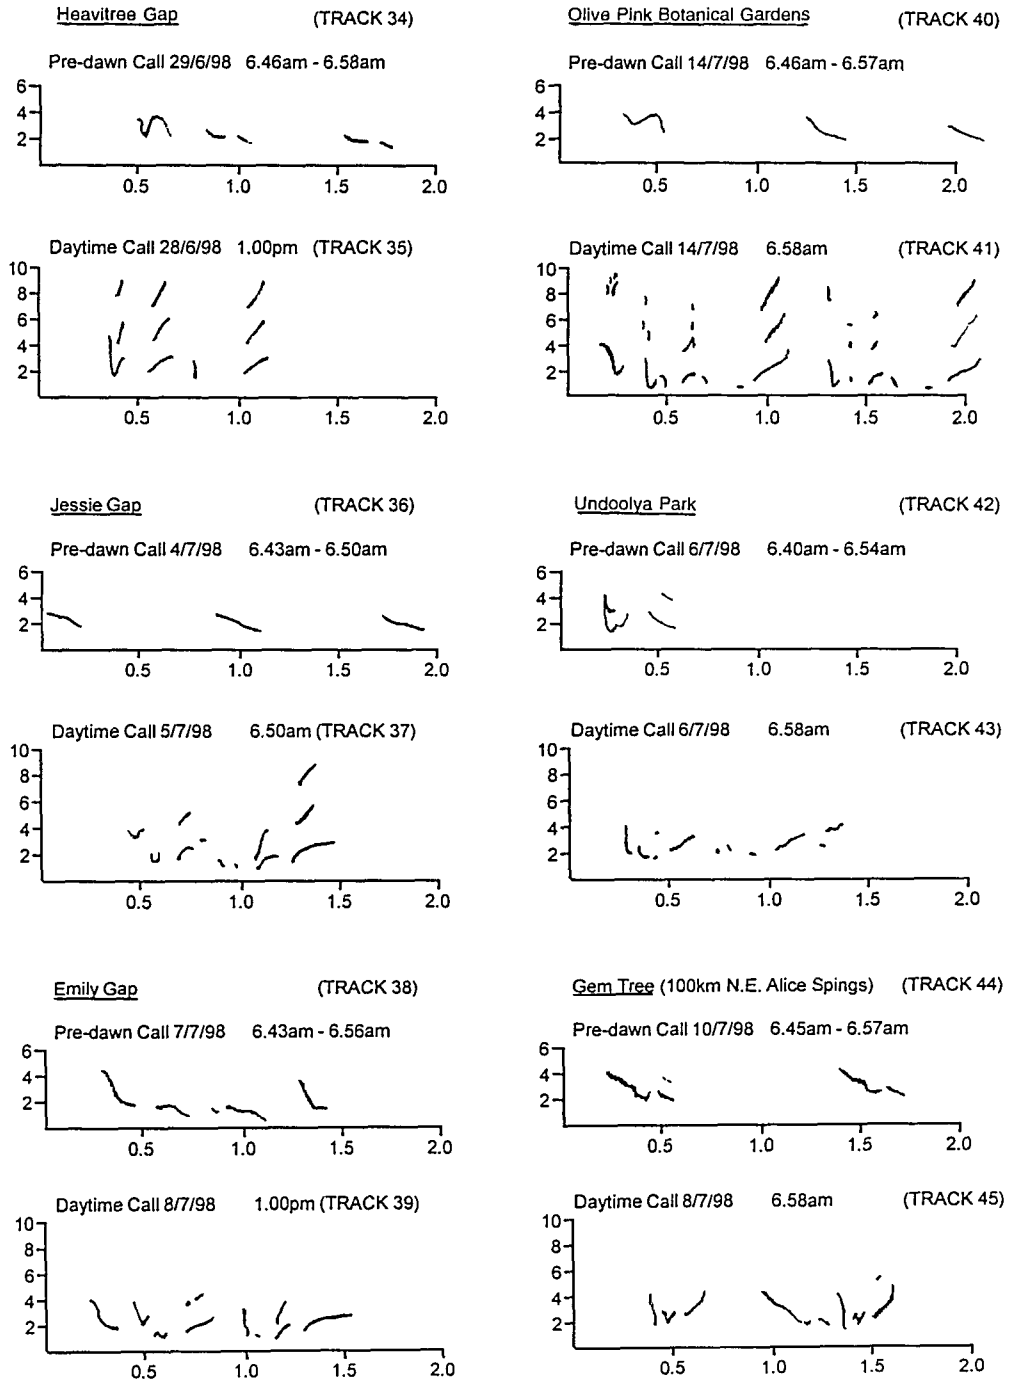 Heavitree Gap (TRACK 34)
Pre-dawn Call 29/6/98 6.46am - 6.58am
6
4
2
0.5 1.0 1.5 2.0
Daytime Call 28/6/98 1.00pm (TRACK 35)
10
8
6
4
2
0.5 1.0 1.5 2.0
Jessie Gap (TRACK 36)
Pre-dawn Call 4/7/98 6.43am - 6.50am
6
4
2
0.5 1.0 1.5 2.0
Daytime Call 5/7/98 6.50am (TRACK 37)
10
8
6
4
2
0.5 1.0 1.5 2.0
Emily Gap (TRACK 38)
Pre-dawn Call 7/7/98 6.43am - 6.56am
6
4
2
0.5 1.0 1.5 2.0
Daytime Call 8/7/98 1.00pm (TRACK 39)
10
8
6
4
2
0.5 1.0 1.5 2.0
Olive Pink Botanical Gardens (TRACK 40)
Pre-dawn Call 14/7/98 6.46am - 6.57am
6
4
2
0.5 1.0 1.5 2.0
Daytime Call 14/7/98 6.58am (TRACK 41)
10
8
6
4
2
0.5 1.0 1.5 2.0
Undoolya Park (TRACK 42)
Pre-dawn Call 6/7/98 6.40am - 6.54am
6
4
2
0.5 1.0 1.5 2.0
Daytime Call 6/7/98 6.58am (TRACK 43)
10
8
6
4
2
0.5 1.0 1.5 2.0
Gem Tree (100km N.E. Alice Spings) (TRACK 44)
Pre-dawn Call 10/7/98 6.45am - 6.57am
6
4
2
0.5 1.0 1.5 2.0
Daytime Call 8/7/98 6.58am (TRACK 45)
10
8
6
4
2
0.5 1.0 1.5 2.0